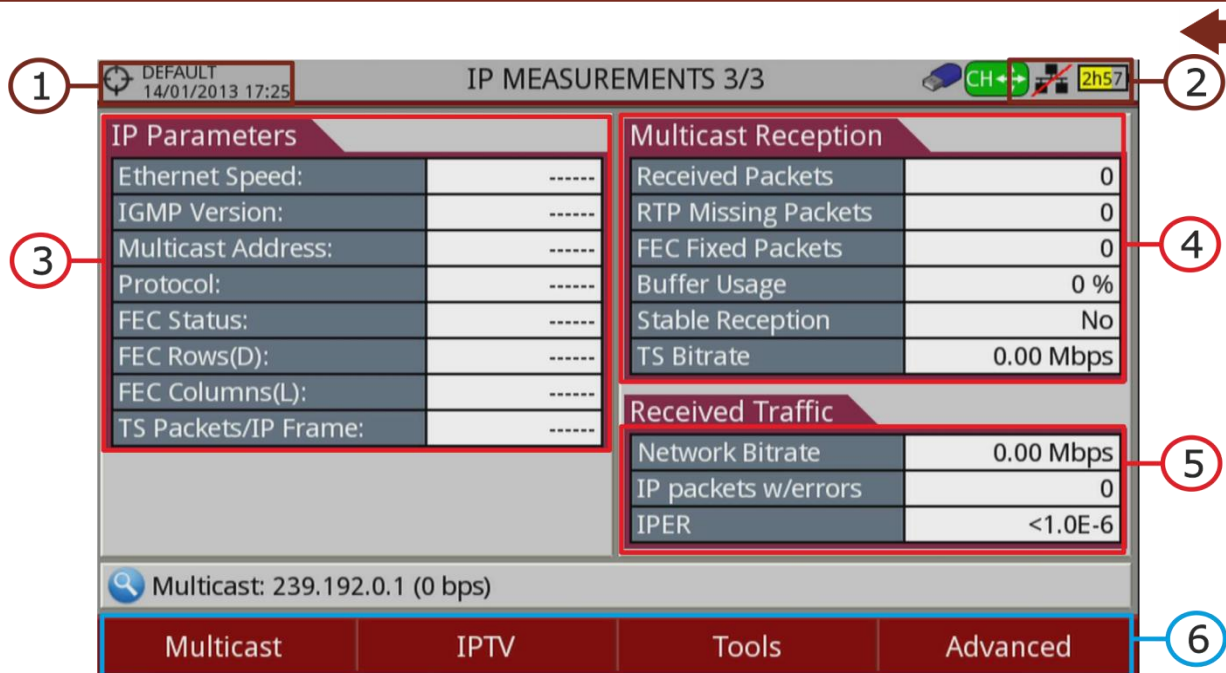 DEFAULT
14/01/2013 17:25
IP MEASUREMENTS 3/3
CH
2h57
1
2
IP Parameters
Ethernet Speed: ------
IGMP Version: ------
Multicast Address: ------
Protocol: ------
FEC Status: ------
FEC Rows(D): ------
FEC Columns(L): ------
TS Packets/IP Frame: ------
3
Multicast Reception
Received Packets 0
RTP Missing Packets 0
FEC Fixed Packets 0
Buffer Usage 0 %
Stable Reception No
TS Bitrate 0.00 Mbps
4
Received Traffic
Network Bitrate 0.00 Mbps
IP packets w/errors 0
IPER <1.0E-6
5
Multicast: 239.192.0.1 (0 bps)
Multicast IPTV Tools Advanced
6